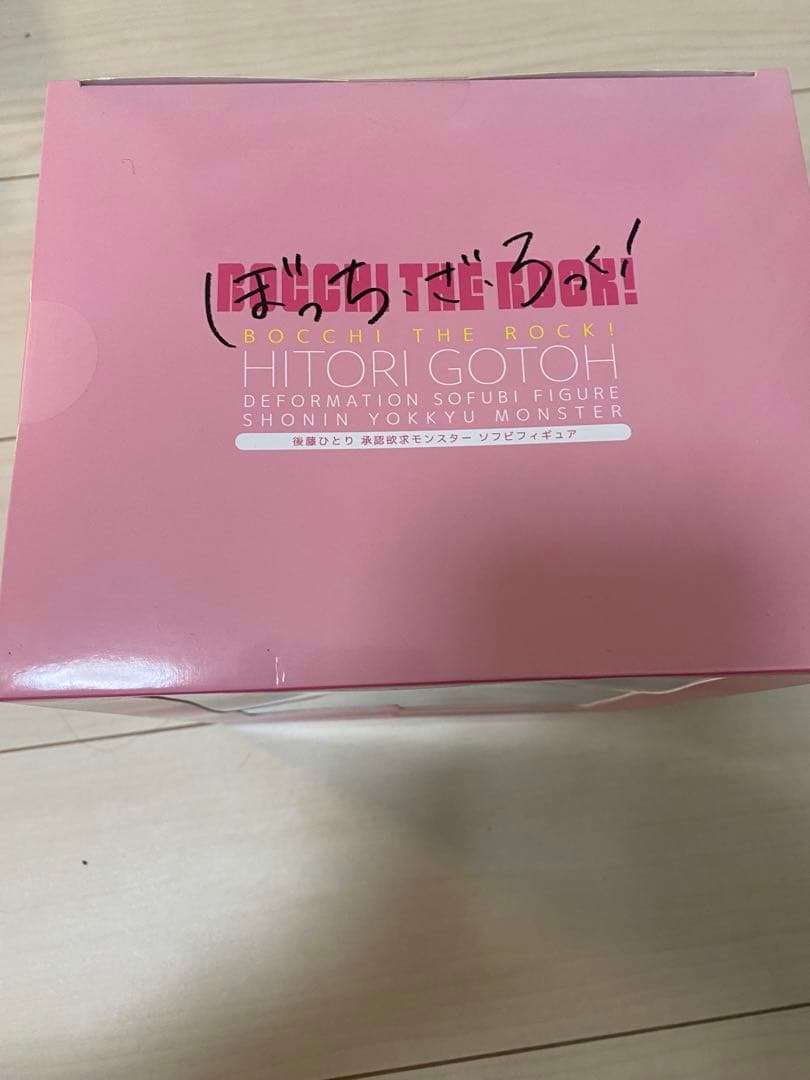 ぼっち・ざ・ろっく!
BOCCHI THE ROCK!
BOCCHI THE ROCK!
HITORI GOTOH
DEFORMATION SOFUBI FIGURE
SHONIN YOKKYU MONSTER
後藤ひとり 承認欲求モンスター ソフビフィギュア